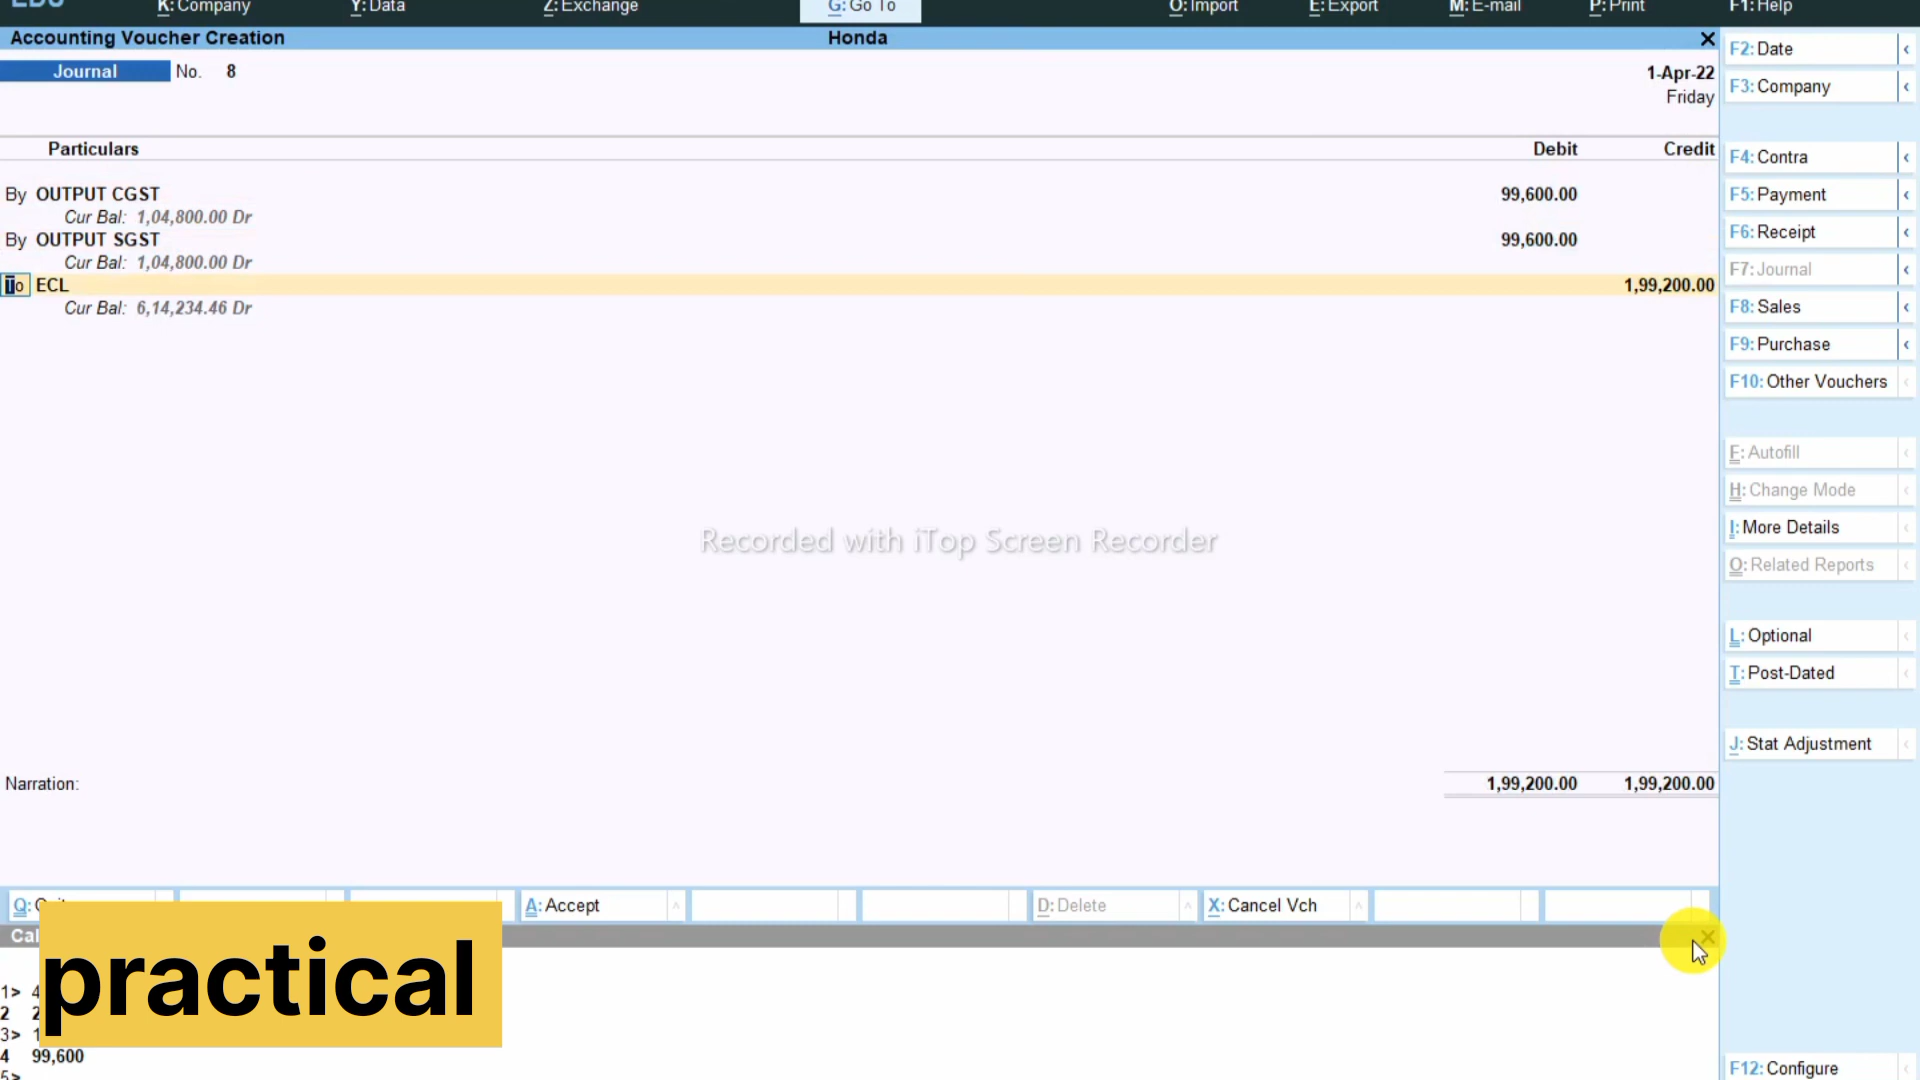 EDU K: Company Y: Data Z: Exchange G: Go To O: Import E: Export M: E-mail P: Print F1: Help
Accounting Voucher Creation Honda
Journal No. 8 1-Apr-22
Friday
Particulars Debit Credit
By OUTPUT CGST 99,600.00
Cur Bal: 1,04,800.00 Dr
By OUTPUT SGST 99,600.00
Cur Bal: 1,04,800.00 Dr
To ECL 1,99,200.00
Cur Bal: 6,14,234.46 Dr
Recorded with iTop Screen Recorder
Narration: 1,99,200.00 1,99,200.00
F2: Date
F3: Company
F4: Contra
F5: Payment
F6: Receipt
F7: Journal
F8: Sales
F9: Purchase
F10: Other Vouchers
F: Autofill
H: Change Mode
I: More Details
O: Related Reports
L: Optional
T: Post-Dated
J: Stat Adjustment
F12: Configure
Q: A: Accept D: Delete X: Cancel Vch
practical
1>
2
3>
4 99,600
5>